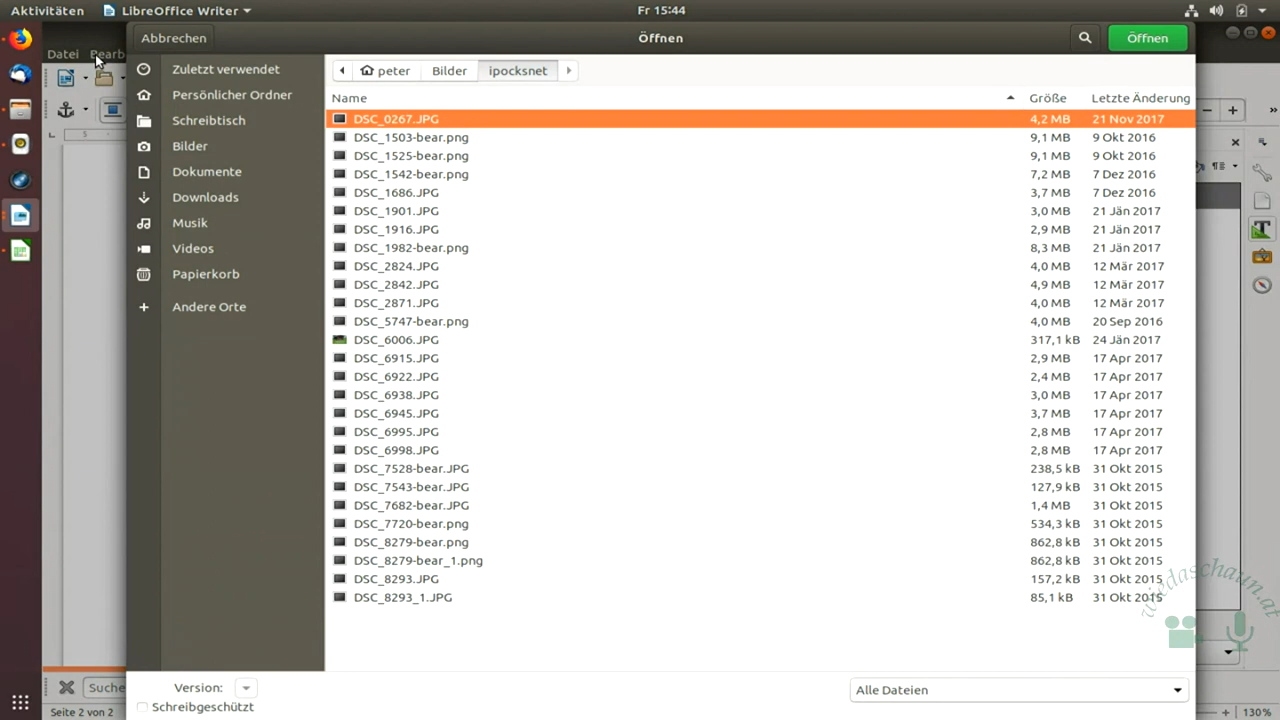 Aktivitäten LibreOffice Writer Fr 15:44
Abbrechen Öffnen Öffnen
Datei Bearb
Zuletzt verwendet
Persönlicher Ordner
Schreibtisch
Bilder
Dokumente
Downloads
Musik
Videos
Papierkorb
Andere Orte
peter Bilder ipocksnet
Name Größe Letzte Änderung
DSC_0267.JPG 4,2 MB 21 Nov 2017
DSC_1503-bear.png 9,1 MB 9 Okt 2016
DSC_1525-bear.png 9,1 MB 9 Okt 2016
DSC_1542-bear.png 7,2 MB 7 Dez 2016
DSC_1686.JPG 3,7 MB 7 Dez 2016
DSC_1901.JPG 3,0 MB 21 Jän 2017
DSC_1916.JPG 2,9 MB 21 Jän 2017
DSC_1982-bear.png 8,3 MB 21 Jän 2017
DSC_2824.JPG 4,0 MB 12 Mär 2017
DSC_2842.JPG 4,9 MB 12 Mär 2017
DSC_2871.JPG 4,0 MB 12 Mär 2017
DSC_5747-bear.png 4,0 MB 20 Sep 2016
DSC_6006.JPG 317,1 kB 24 Jän 2017
DSC_6915.JPG 2,9 MB 17 Apr 2017
DSC_6922.JPG 2,4 MB 17 Apr 2017
DSC_6938.JPG 3,0 MB 17 Apr 2017
DSC_6945.JPG 3,7 MB 17 Apr 2017
DSC_6995.JPG 2,8 MB 17 Apr 2017
DSC_6998.JPG 2,8 MB 17 Apr 2017
DSC_7528-bear.JPG 238,5 kB 31 Okt 2015
DSC_7543-bear.JPG 127,9 kB 31 Okt 2015
DSC_7682-bear.JPG 1,4 MB 31 Okt 2015
DSC_7720-bear.png 534,3 kB 31 Okt 2015
DSC_8279-bear.png 862,8 kB 31 Okt 2015
DSC_8279-bear_1.png 862,8 kB 31 Okt 2015
DSC_8293.JPG 157,2 kB 31 Okt 2015
DSC_8293_1.JPG 85,1 kB 31 Okt 2015
Version: Alle Dateien
Schreibgeschützt
Suche
Seite 2 von 2 130%